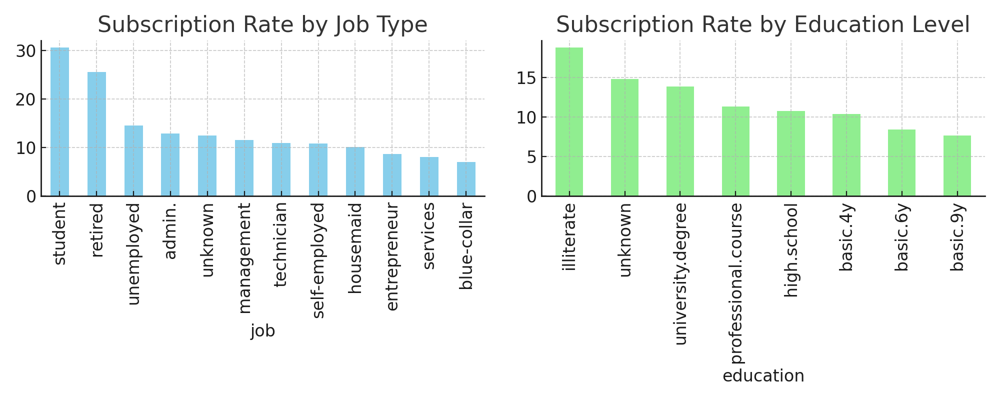 Subscription Rate by Job Type
30
20
10
0
student
retired
unemployed
admin.
unknown
management
technician
self-employed
housemaid
entrepreneur
services
blue-collar
job
Subscription Rate by Education Level
15
10
5
0
illiterate
unknown
university.degree
professional.course
high.school
basic.4y
basic.6y
basic.9y
education